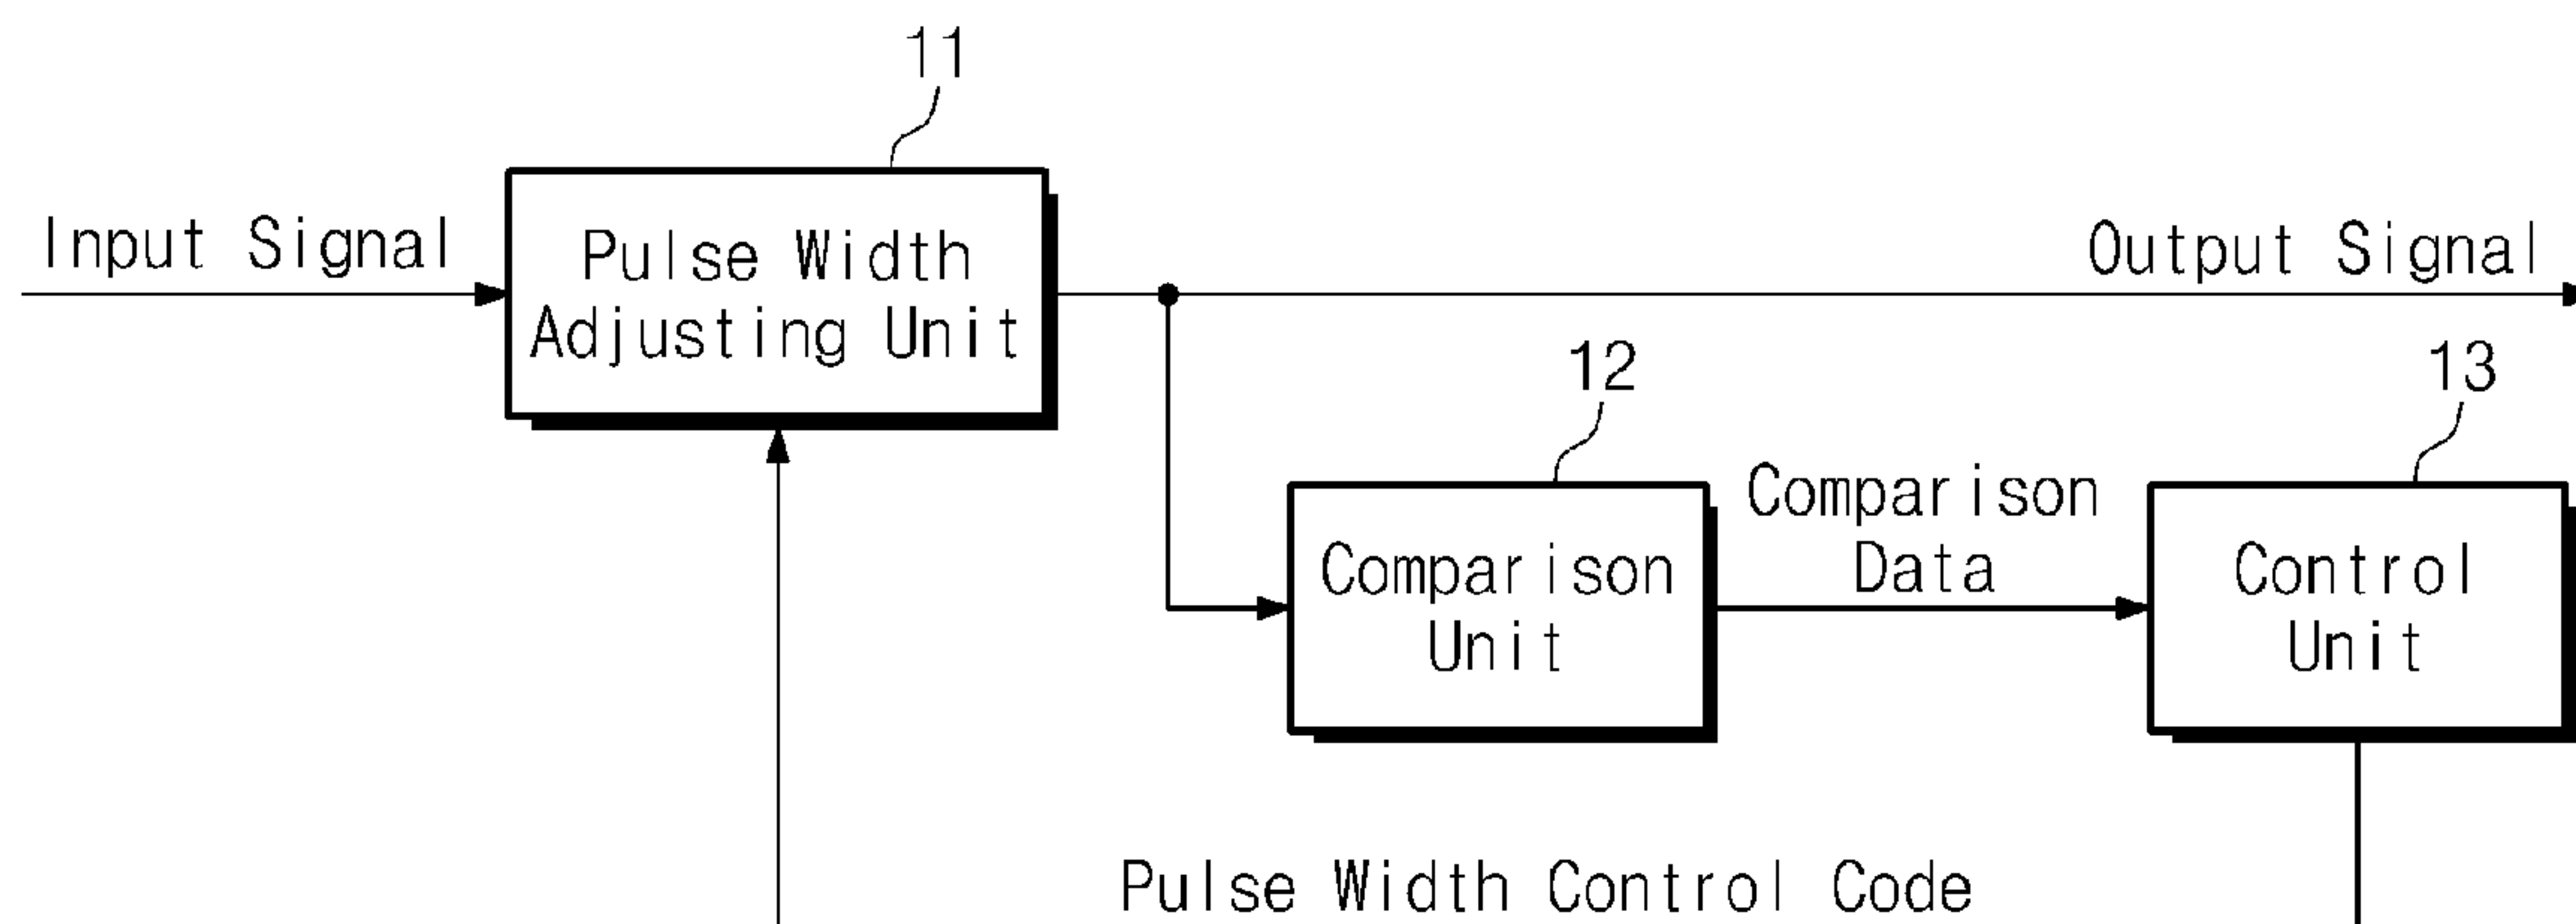 11
Input Signal
Pulse Width
Adjusting Unit
Output Signal
12
13
Comparison
Unit
Comparison
Data
Control
Unit
Pulse Width Control Code